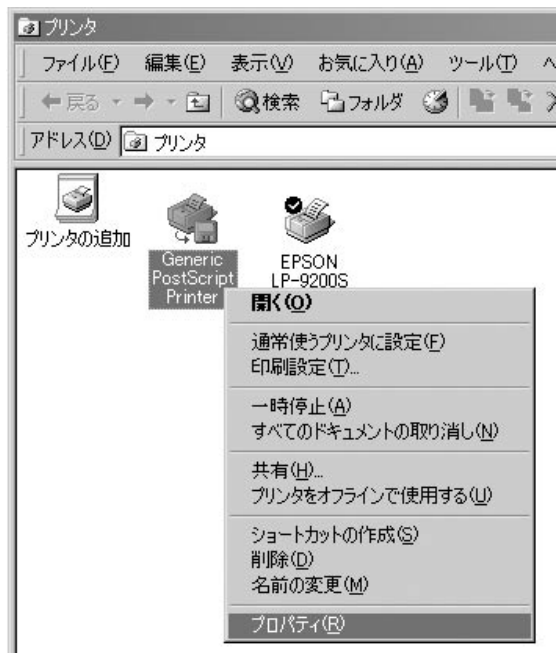 プリンタ
ファイル(F) 編集(E) 表示(V) お気に入り(A) ツール(T)
戻る 検索 フォルダ
アドレス(D) プリンタ
プリンタの追加
Generic
PostScript
Printer
EPSON
LP-9200S
開く(O)
通常使うプリンタに設定(F)
印刷設定(T)...
一時停止(A)
すべてのドキュメントの取り消し(N)
共有(H)...
プリンタをオフラインで使用する(U)
ショートカットの作成(S)
削除(D)
名前の変更(M)
プロパティ(R)